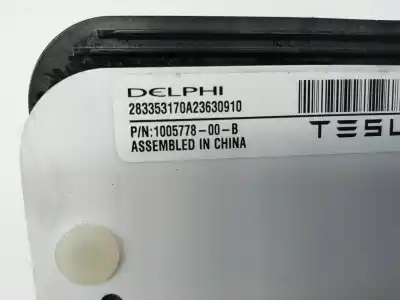 DELPHI
283353170A23630910
P/N:1005778-00-B
ASSEMBLED IN CHINA